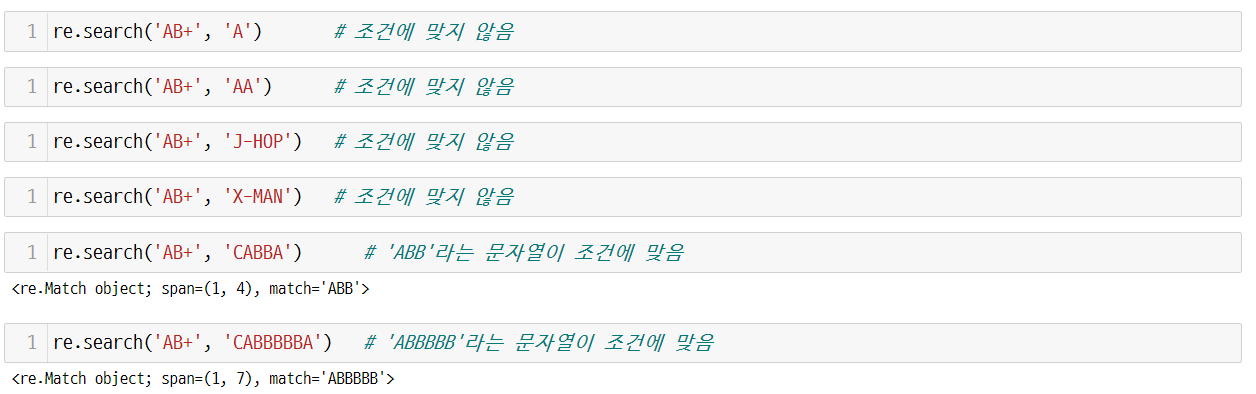 1 re.search('AB+', 'A') # 조건에 맞지 않음
1 re.search('AB+', 'AA') # 조건에 맞지 않음
1 re.search('AB+', 'J-HOP') # 조건에 맞지 않음
1 re.search('AB+', 'X-MAN') # 조건에 맞지 않음
1 re.search('AB+', 'CABBA') # 'ABB'라는 문자열이 조건에 맞음
<re.Match object; span=(1, 4), match='ABB'>
1 re.search('AB+', 'CABBBBBA') # 'ABBBBB'라는 문자열이 조건에 맞음
<re.Match object; span=(1, 7), match='ABBBBB'>